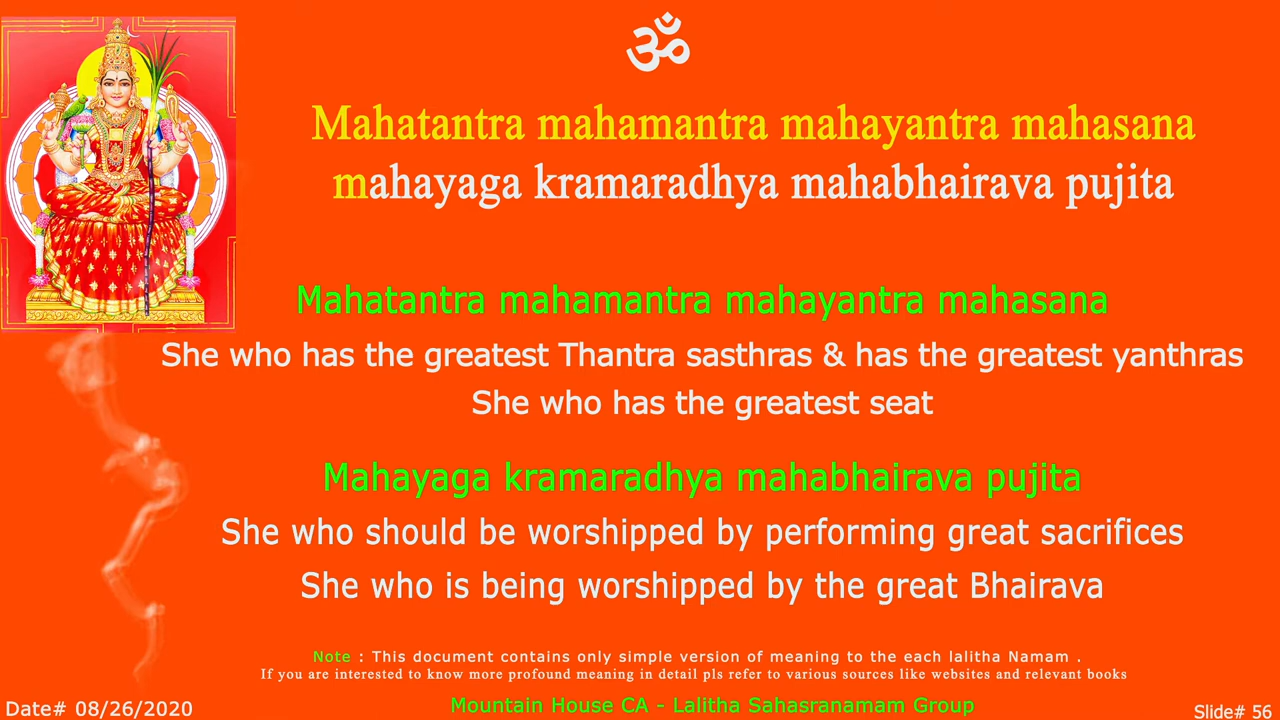 ॐ
Mahatantra mahamantra mahayantra mahasana
mahayaga kramaradhya mahabhairava pujita
Mahatantra mahamantra mahayantra mahasana
She who has the greatest Thantra sasthras & has the greatest yanthras
She who has the greatest seat
Mahayaga kramaradhya mahabhairava pujita
She who should be worshipped by performing great sacrifices
She who is being worshipped by the great Bhairava
Note : This document contains only simple version of meaning to the each lalitha Namam .
If you are interested to know more profound meaning in detail pls refer to various sources like websites and relevant books
Mountain House CA - Lalitha Sahasranamam Group
Date# 08/26/2020
Slide# 56